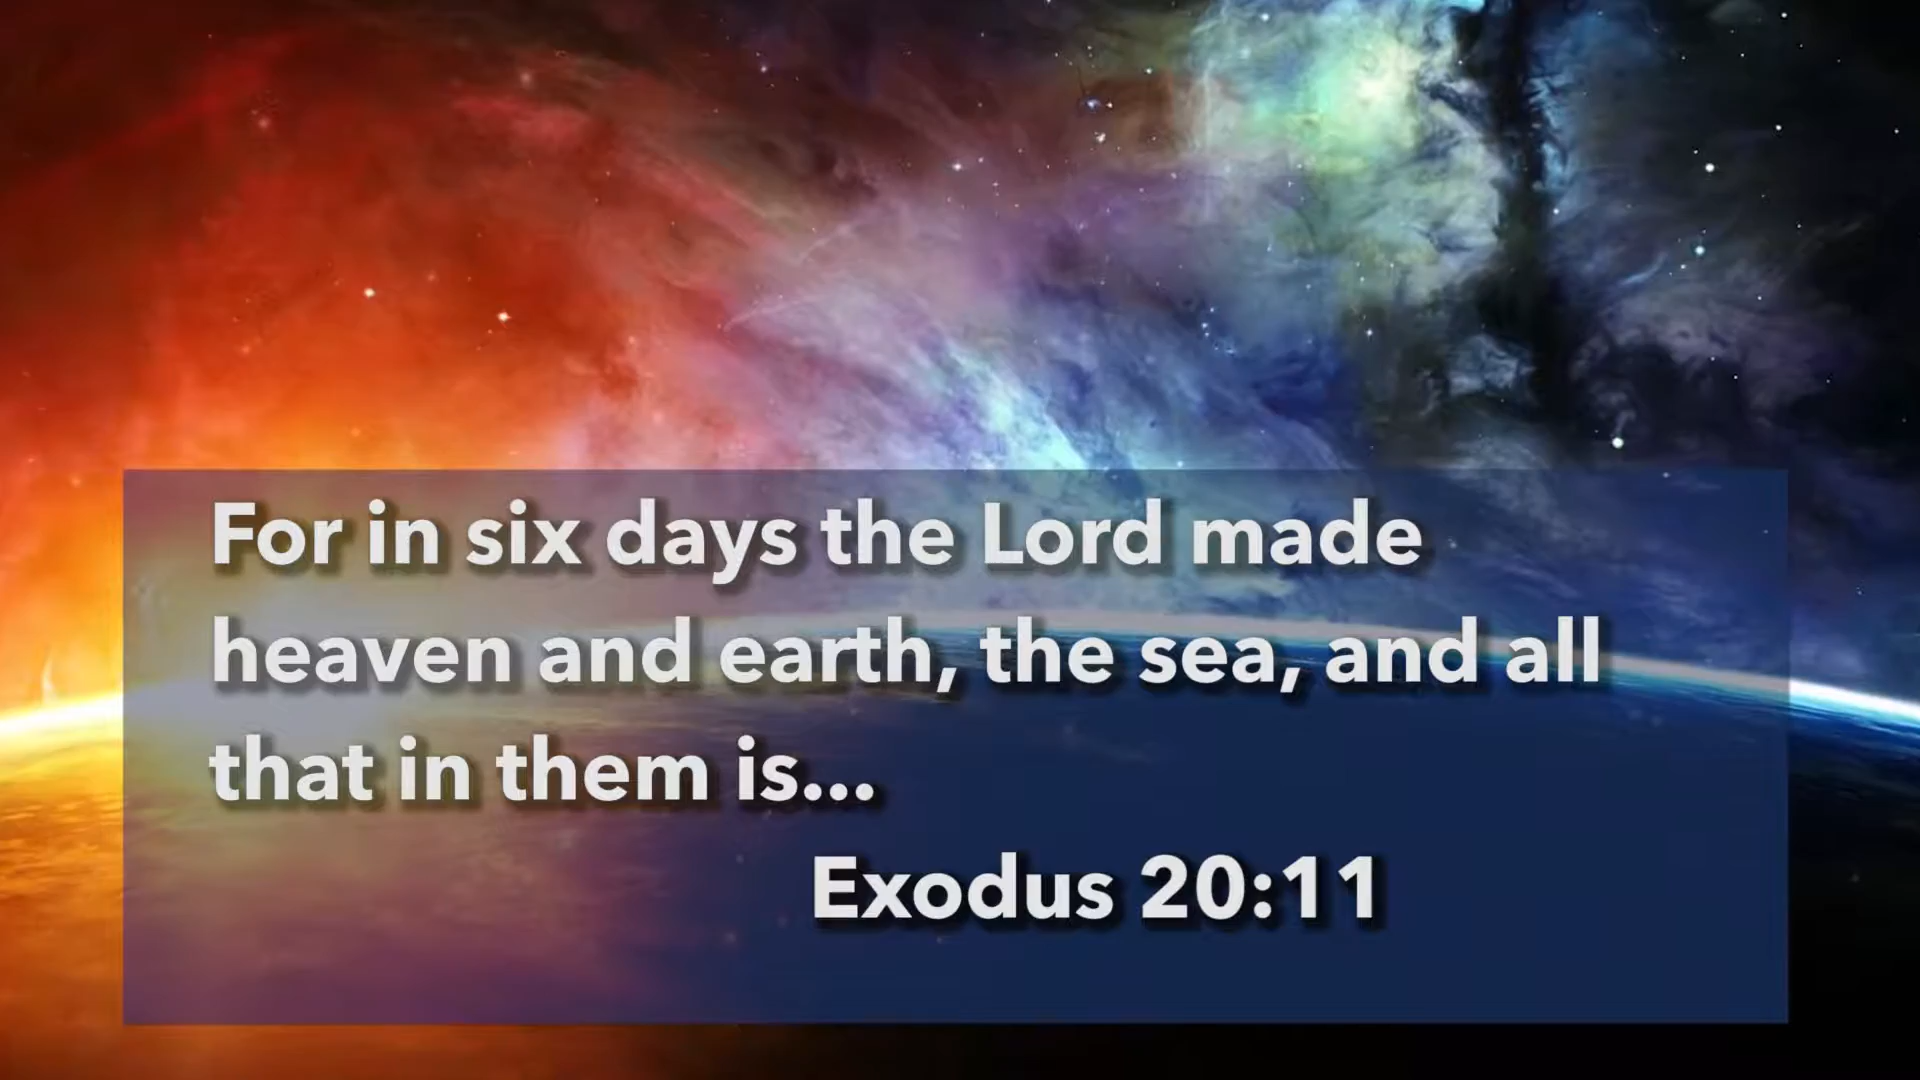 For in six days the Lord made
heaven and earth, the sea, and all
that in them is...
Exodus 20:11